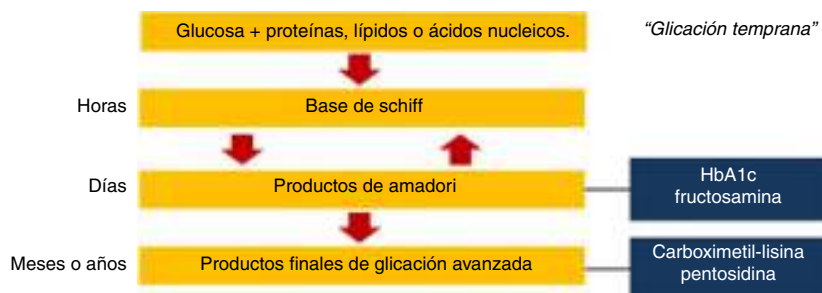 Glucosa + proteínas, lípidos o ácidos nucleicos.
“Glicación temprana”
Horas
Base de schiff
Días
Productos de amadori
HbA1c
fructosamina
Meses o años
Productos finales de glicación avanzada
Carboximetil-lisina
pentosidina